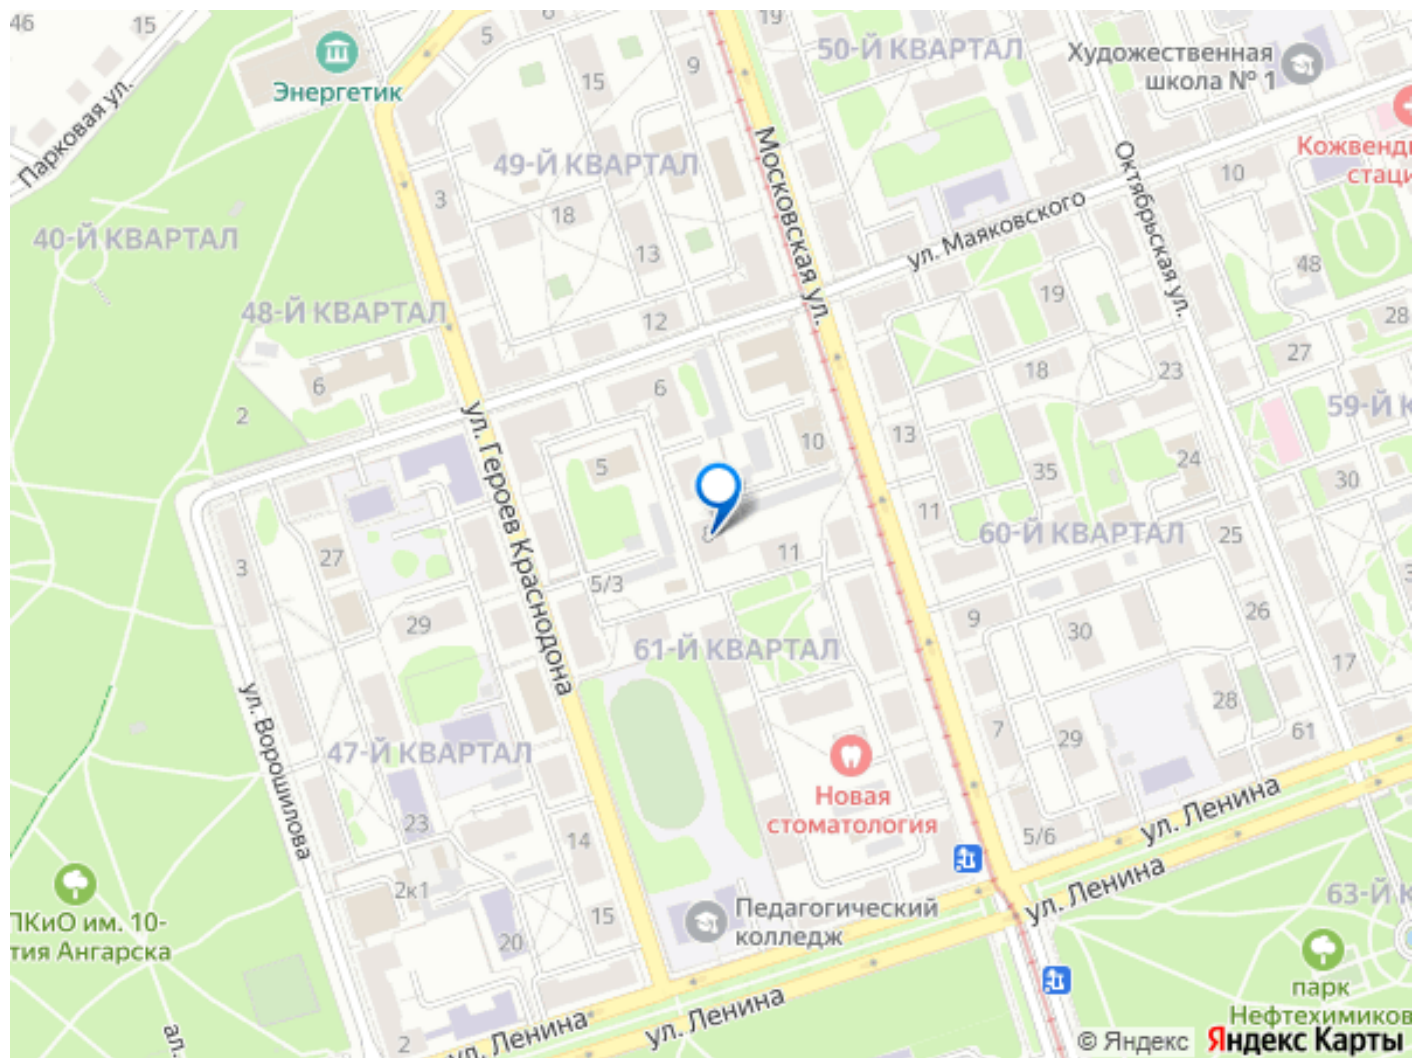 46
15
Энергетик
Парковая ул.
5
6
9
19
15
50-Й КВАРТАЛ
Художественная
школа № 1
Кожвенд
стаци
49-Й КВАРТАЛ
Московская ул.
Октябрьская ул.
10
3
18
13
ул. Маяковского
40-Й КВАРТАЛ
48
19
48-Й КВАРТАЛ
12
28
27
6
6
18
23
2
59-Й К
ул. Героев Краснодона
5
10
13
35
24
30
11
60-Й КВАРТАЛ
25
3
27
8
11
5/3
29
9
30
26
61-Й КВАРТАЛ
17
ул. Ворошилова
28
7
29
61
47-Й КВАРТАЛ
Новая
стоматология
ул. Ленина
23
14
5/6
2к1
ПКиО им. 10-
тия Ангарска
15
20
Педагогический
колледж
ул. Ленина
63-Й К
парк
Нефтехимиков
ал.
2
ул. Ленина
ул. Ленина
© Яндекс Яндекс Карты